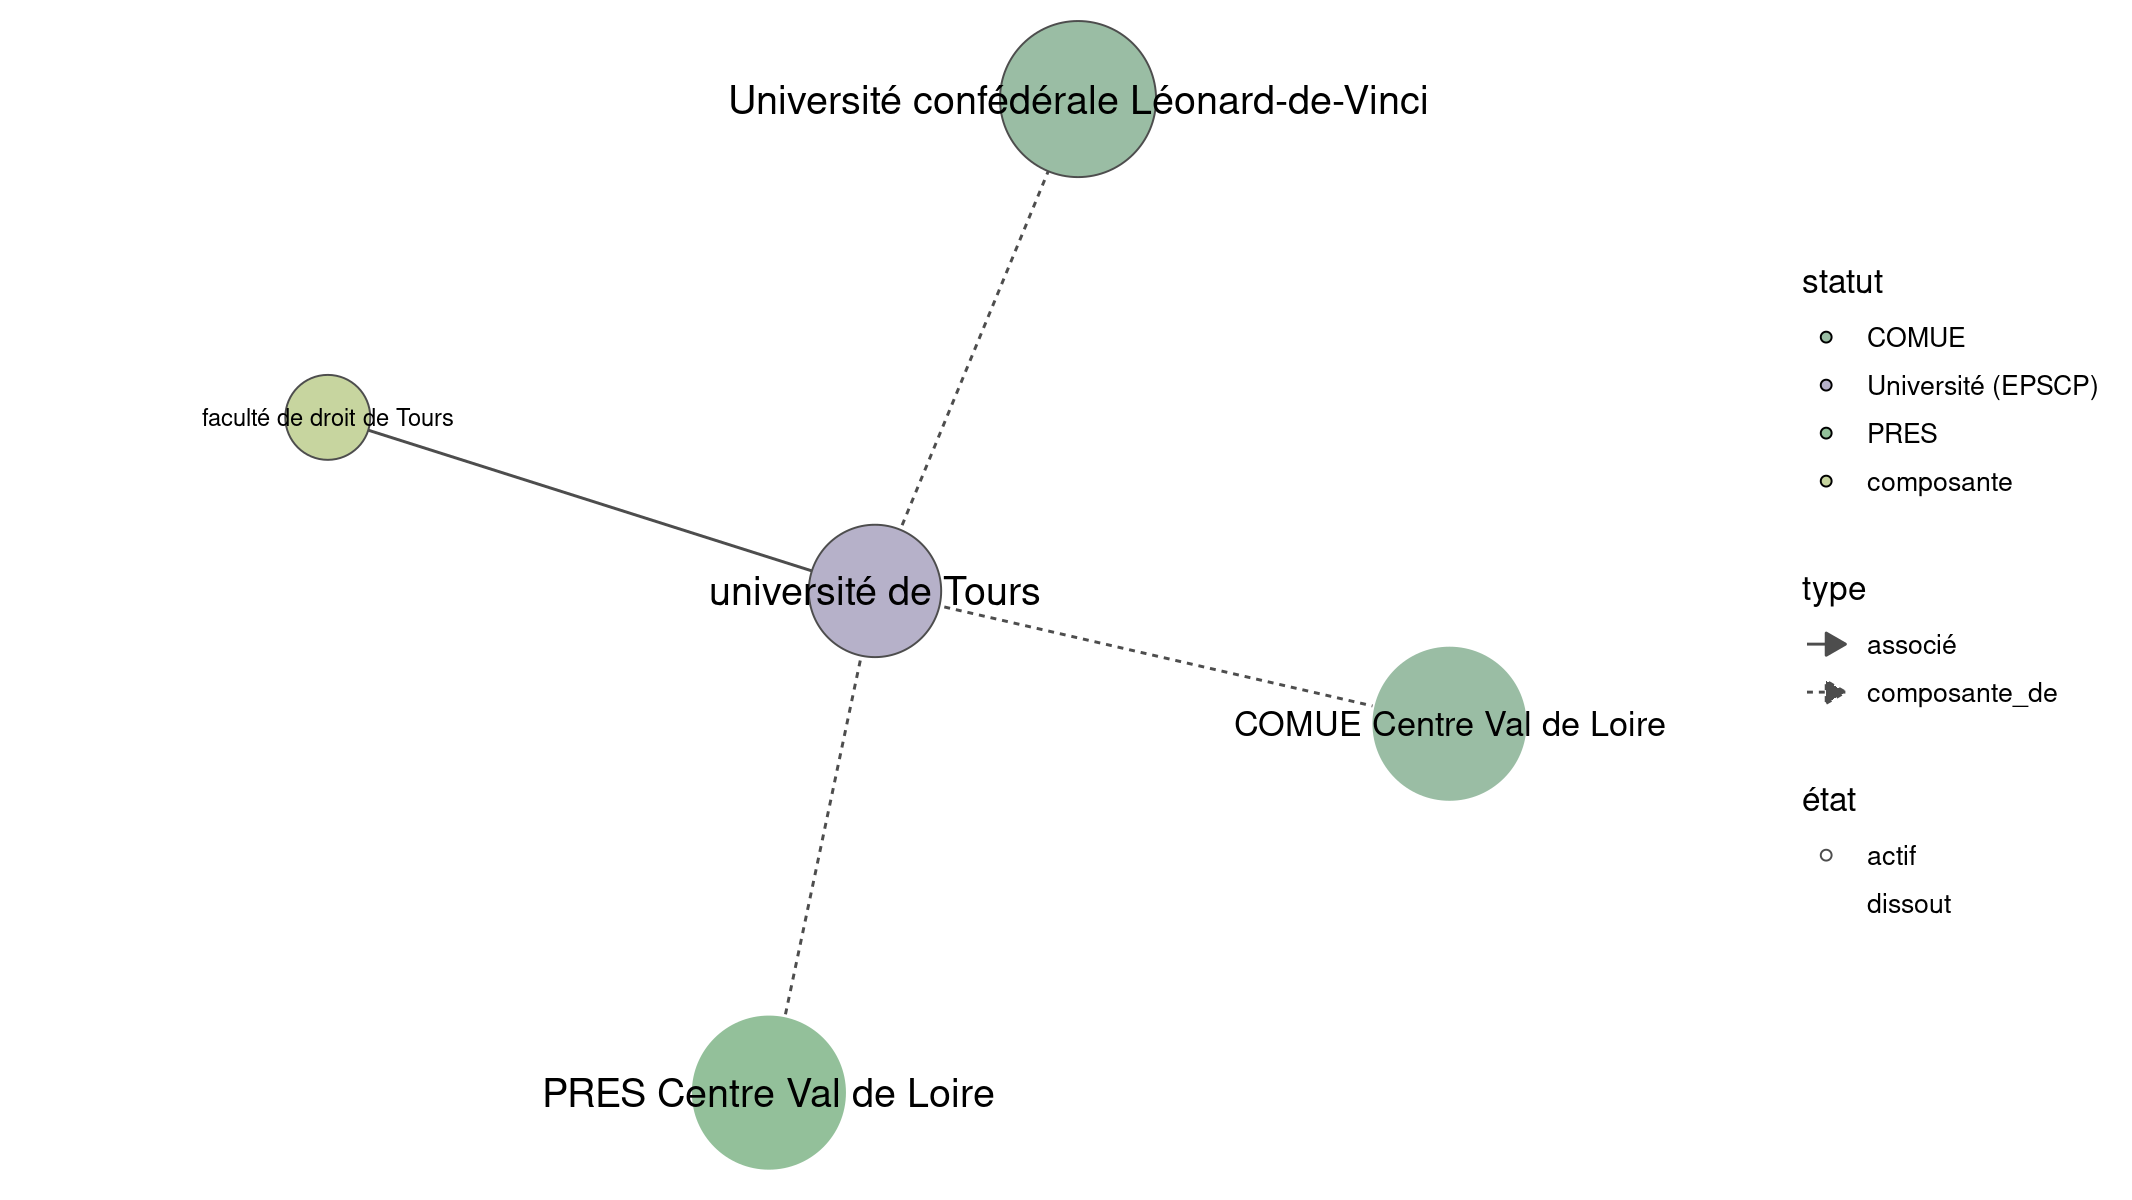 Université confédérale Léonard-de-Vinci
faculté de droit de Tours
université de Tours
COMUE Centre Val de Loire
PRES Centre Val de Loire
statut
COMUE
Université (EPSCP)
PRES
composante
type
associé
composante_de
état
actif
dissout